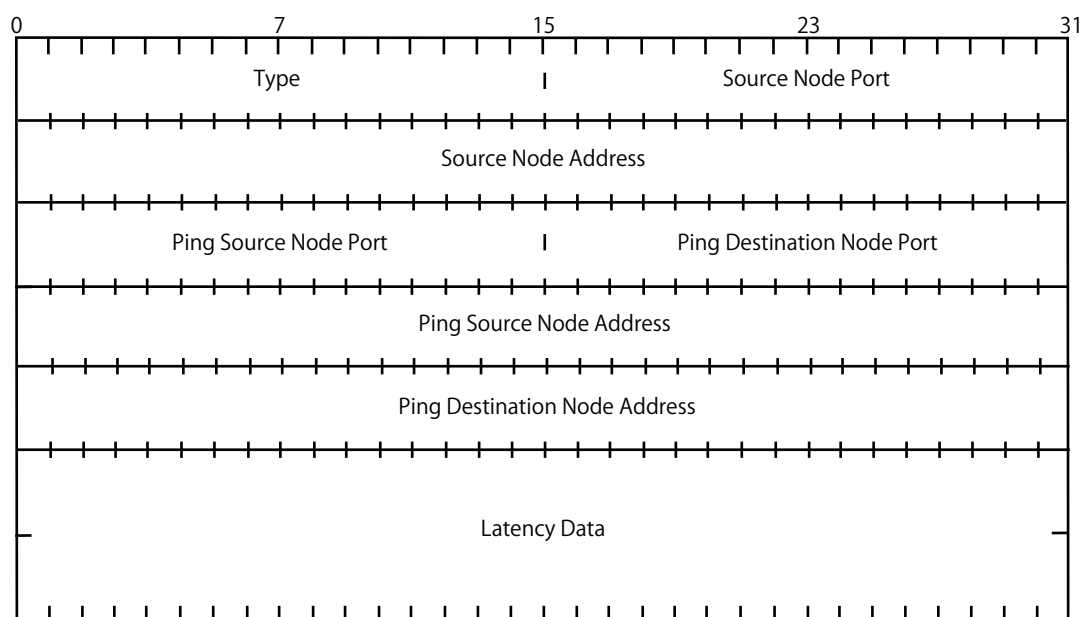 0 7 15 23 31
Type Source Node Port
Source Node Address
Ping Source Node Port Ping Destination Node Port
Ping Source Node Address
Ping Destination Node Address
Latency Data